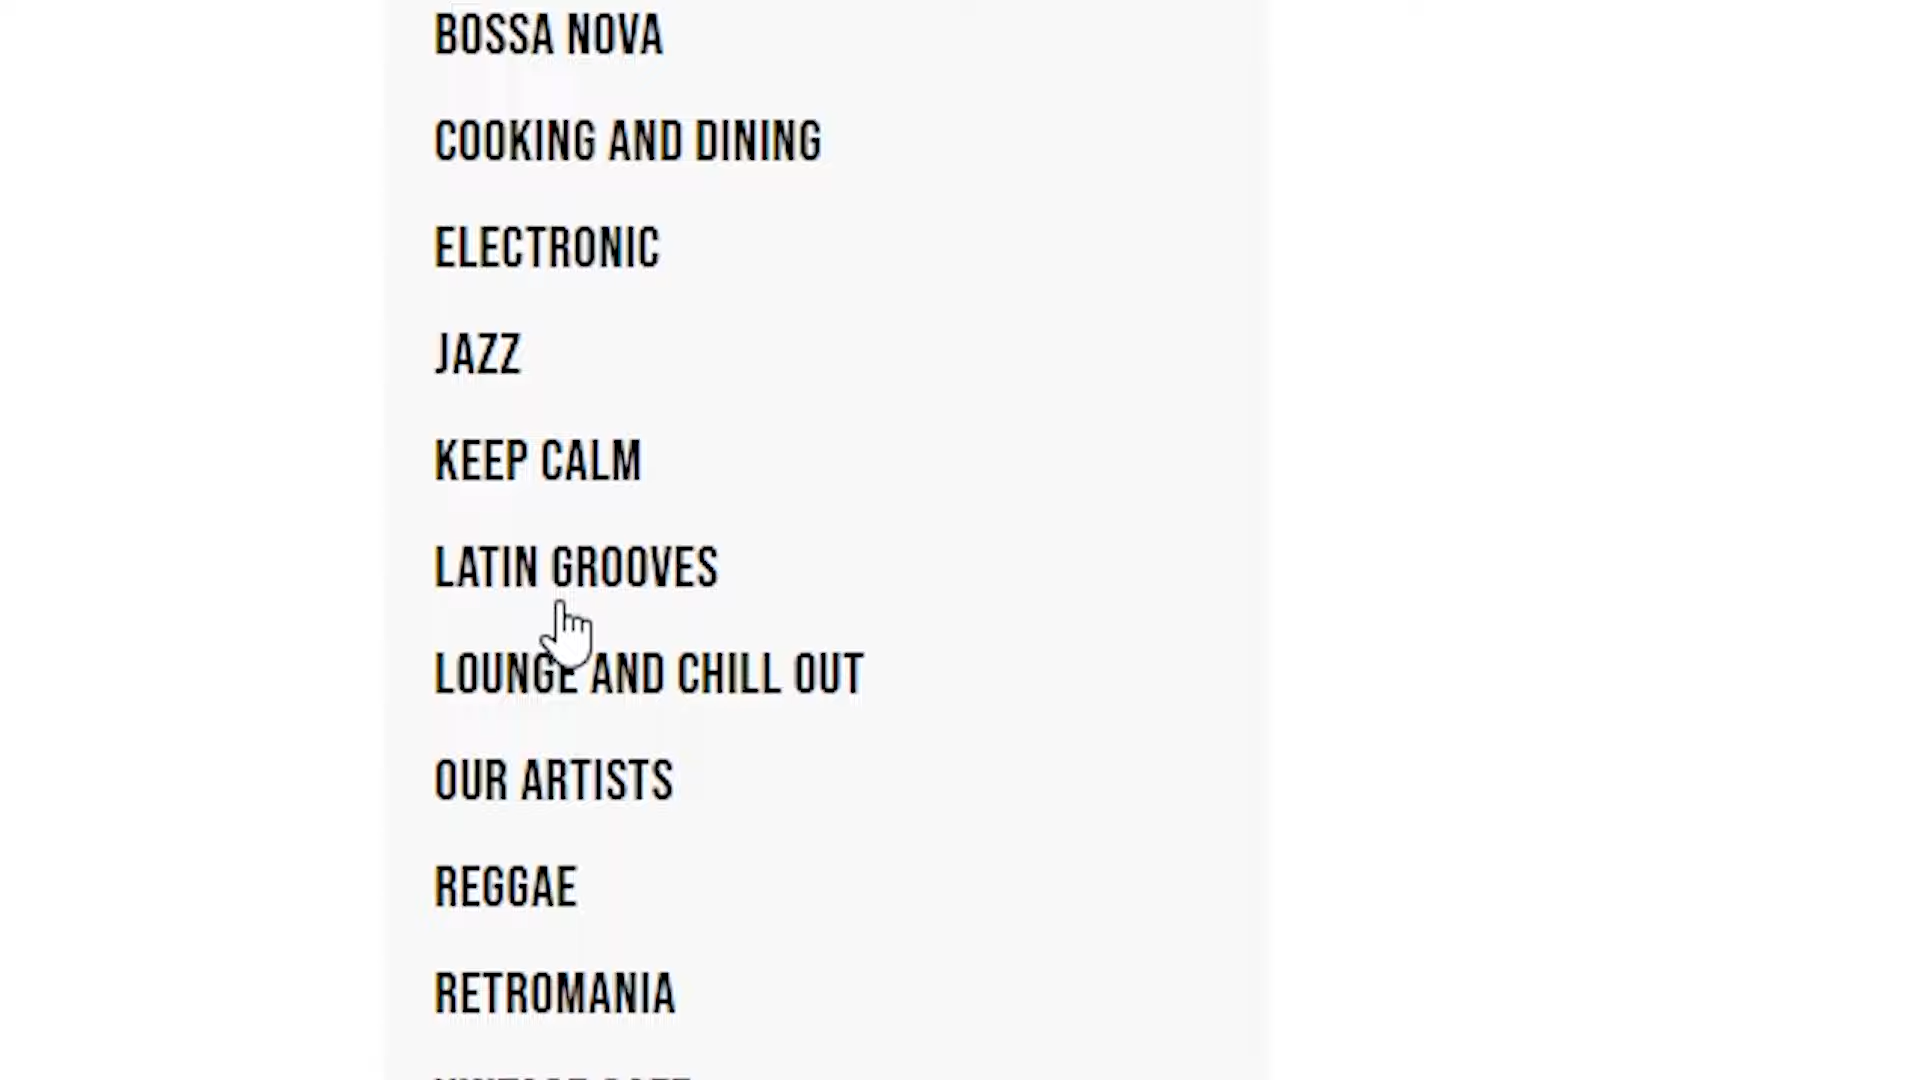 BOSSA NOVA
COOKING AND DINING
ELECTRONIC
JAZZ
KEEP CALM
LATIN GROOVES
LOUNGE AND CHILL OUT
OUR ARTISTS
REGGAE
RETROMANIA